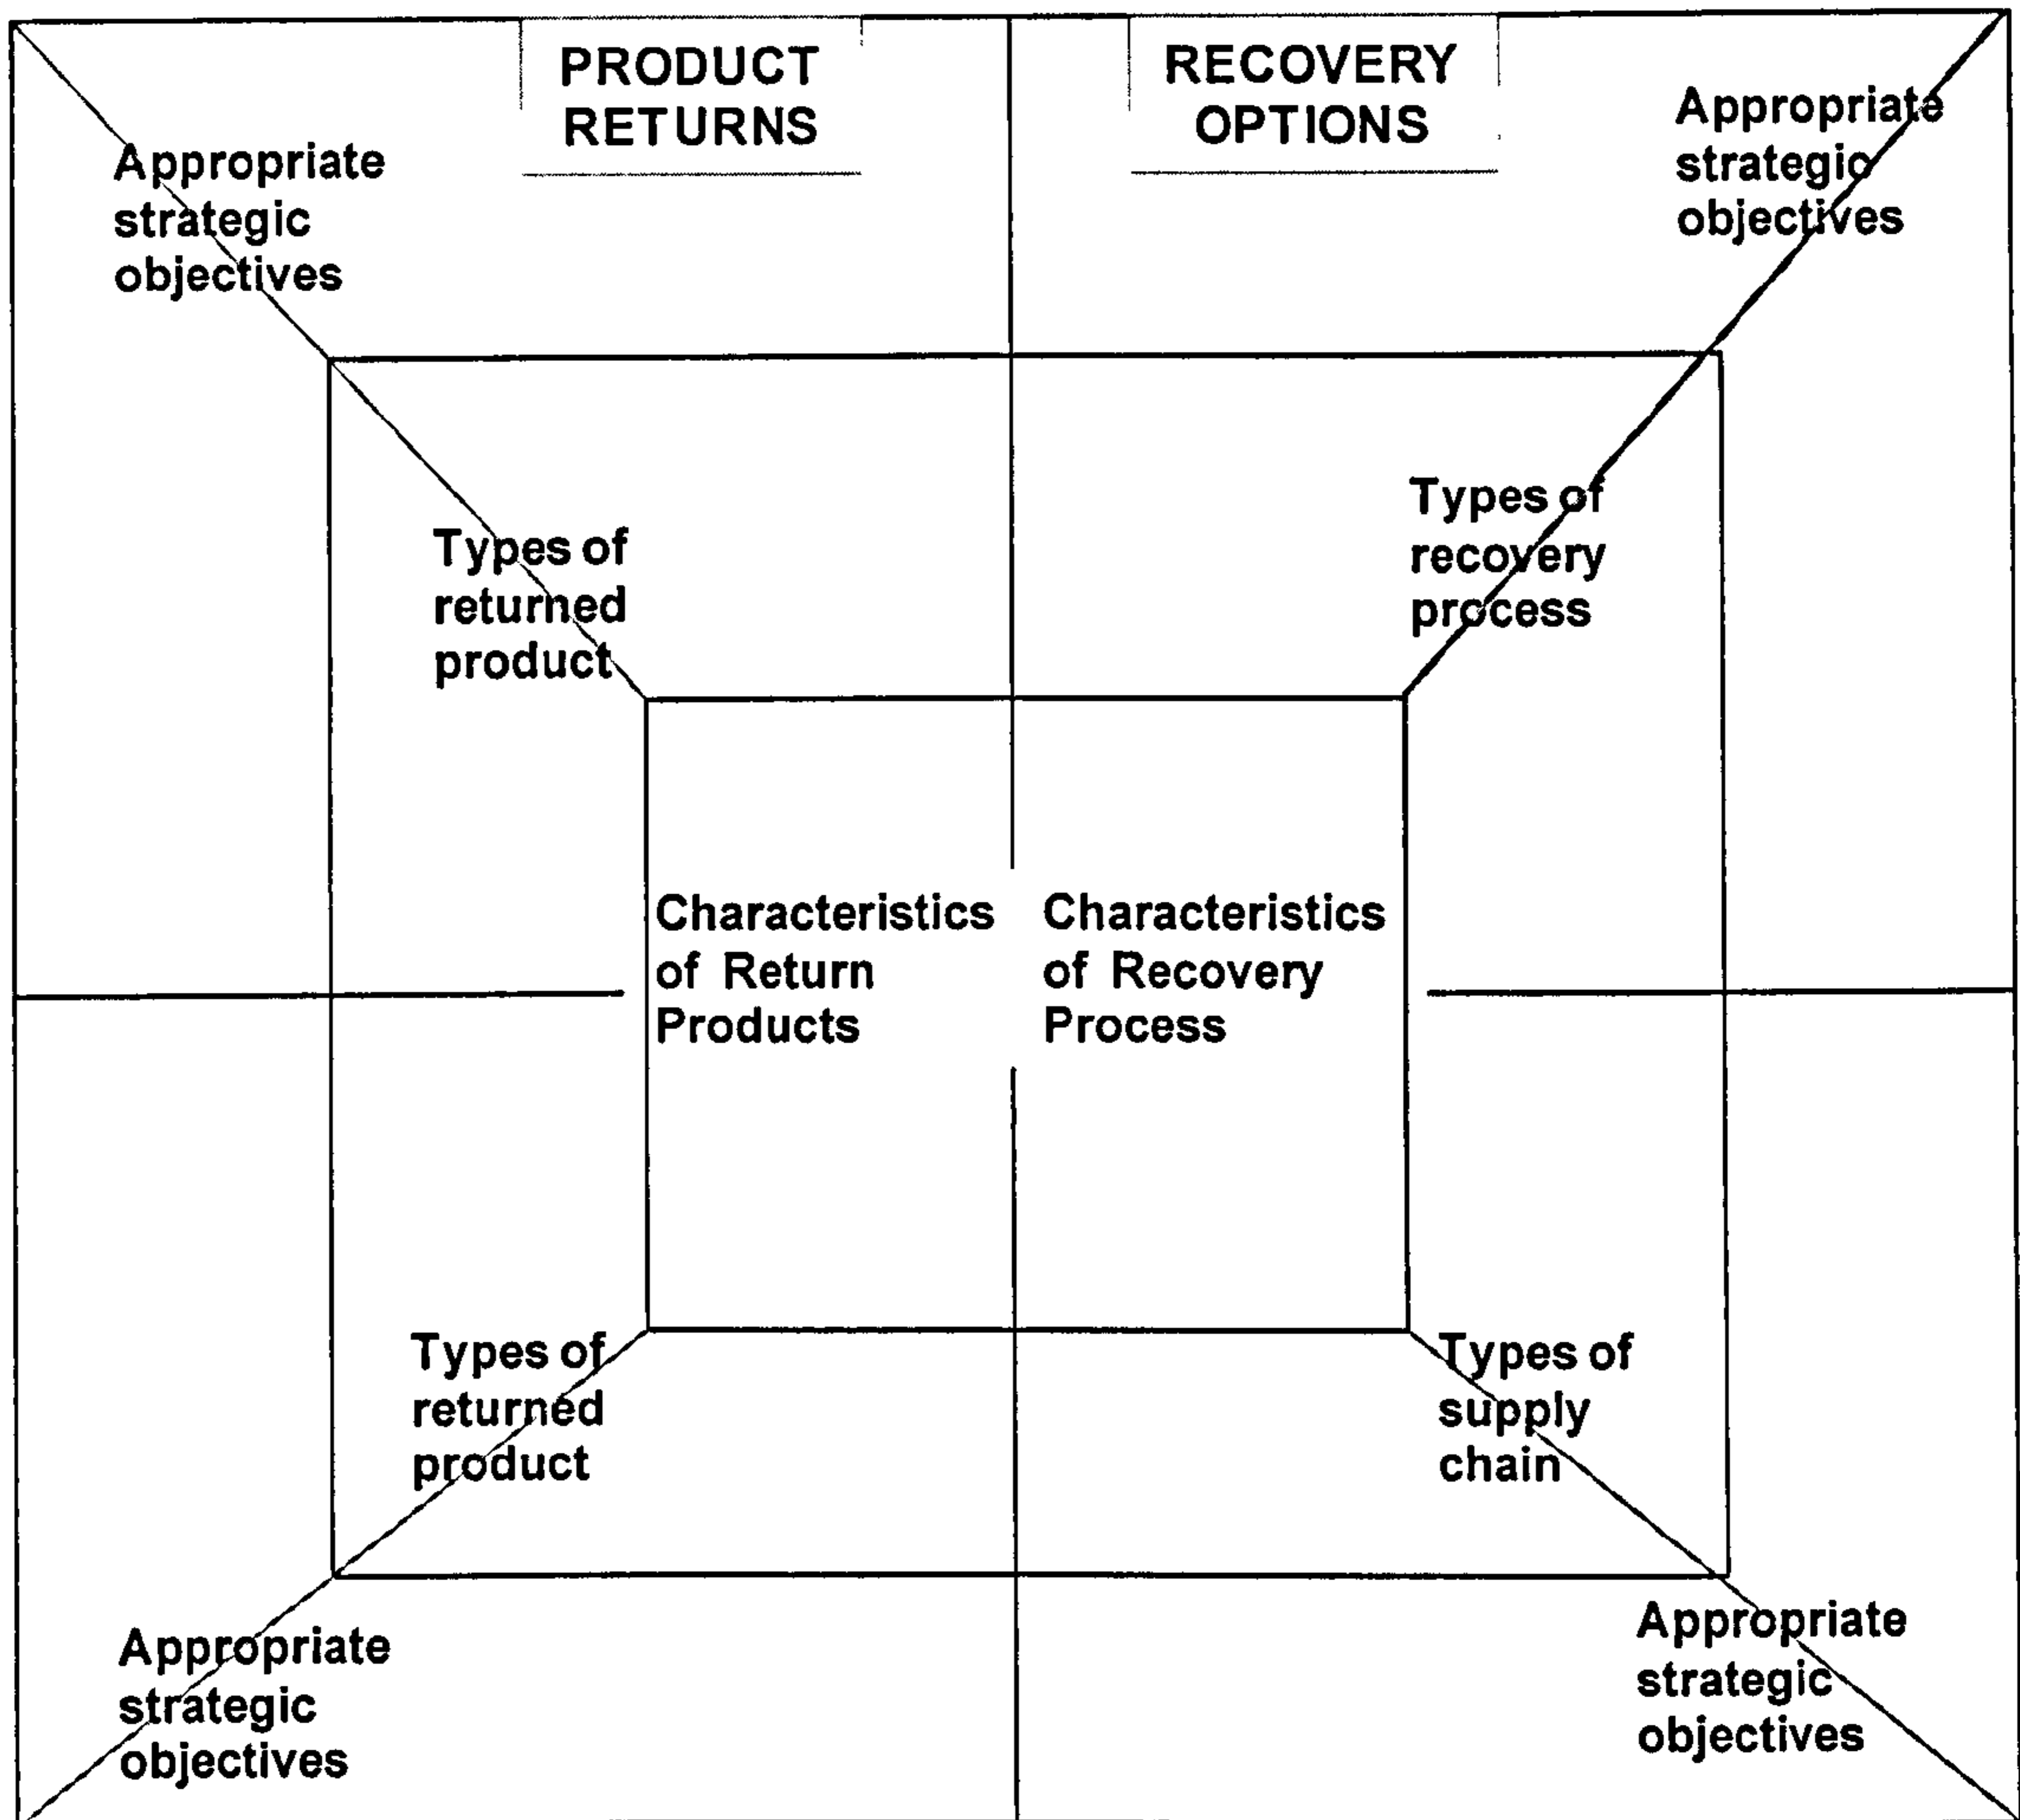 PRODUCT
RETURNS
RECOVERY
OPTIONS
Appropriate
strategic
objectives
Appropriate
strategic
objectives
Types of
returned
product
Types of
recovery
process
Characteristics
of Return
Products
Characteristics
of Recovery
Process
Types of
returned
product
Types of
supply
chain
Appropriate
strategic
objectives
Appropriate
strategic
objectives